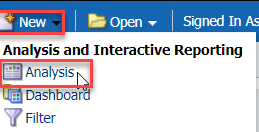 New Open Signed In As
Analysis and Interactive Reporting
Analysis
Dashboard
Filter